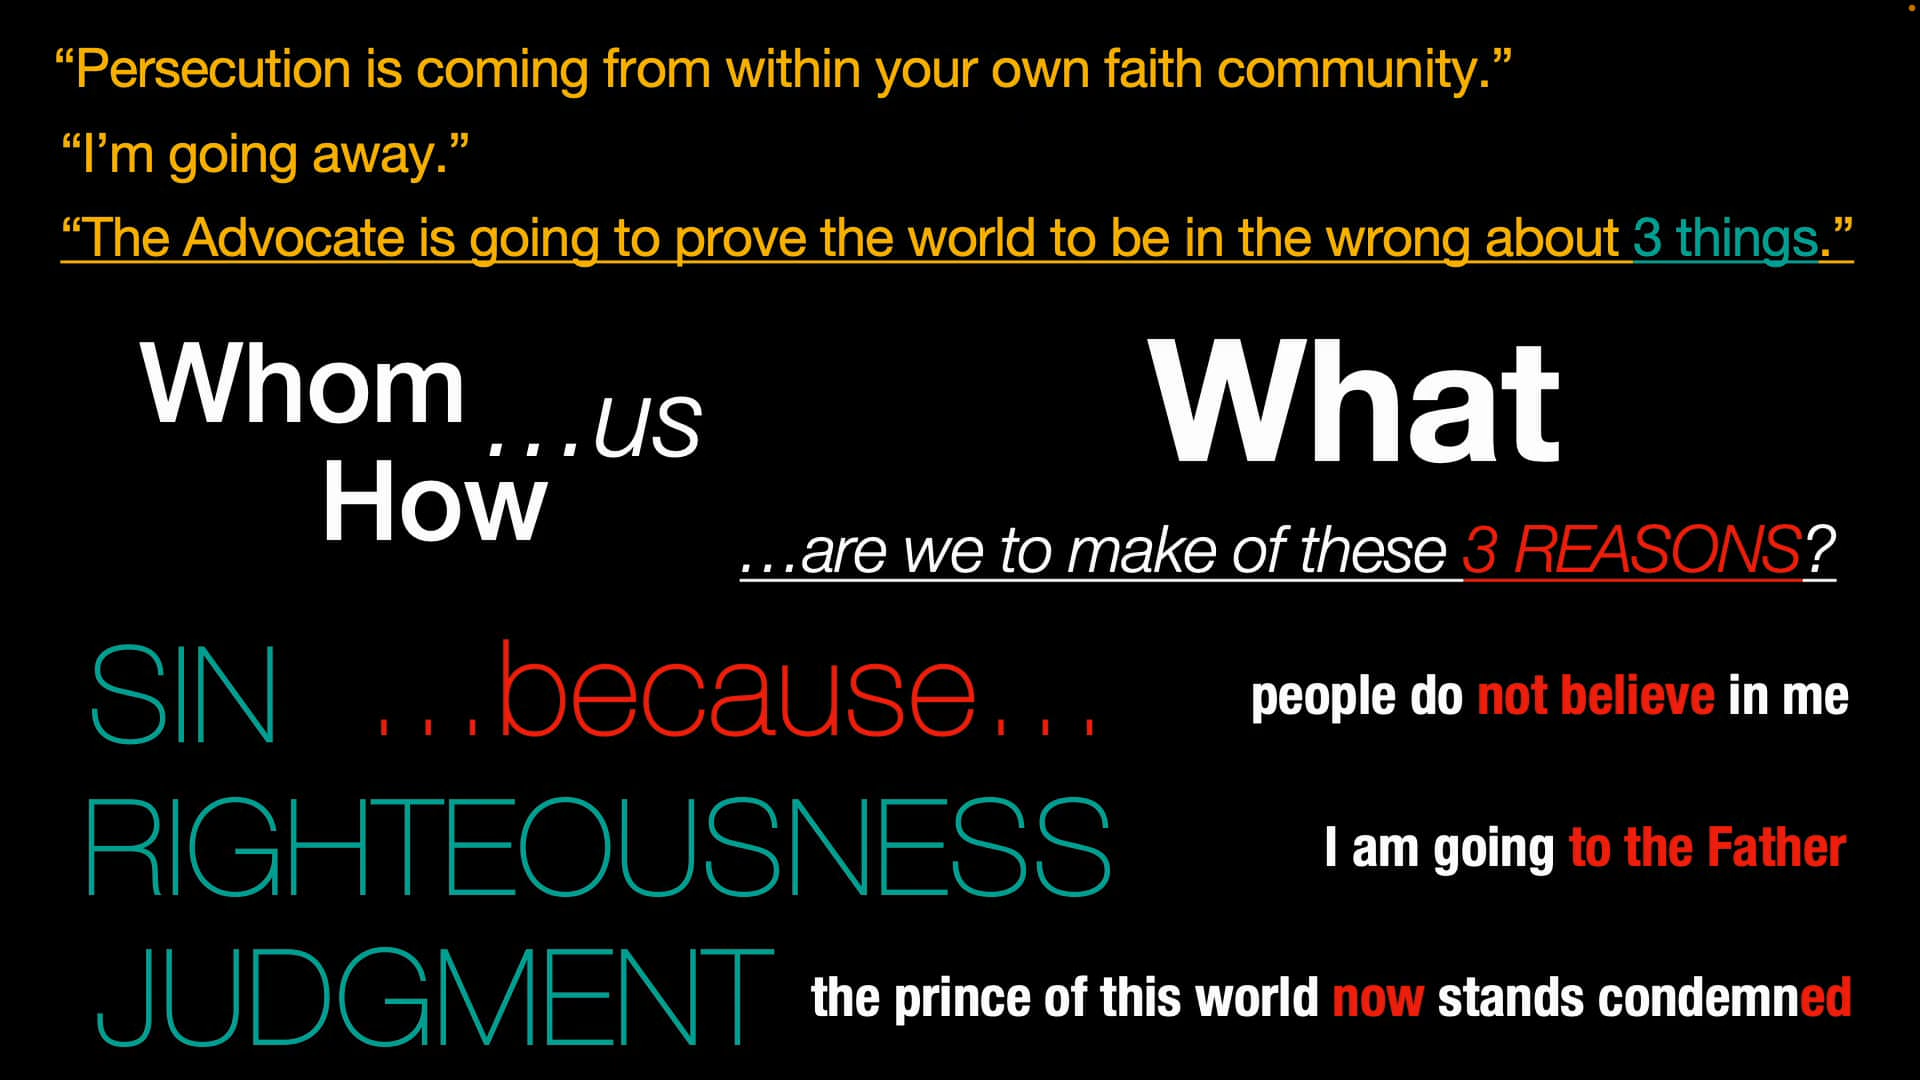 “Persecution is coming from within your own faith community.”
“I’m going away.”
“The Advocate is going to prove the world to be in the wrong about 3 things.”
Whom
…us
How
What
…are we to make of these 3 REASONS?
SIN …because… people do not believe in me
RIGHTEOUSNESS I am going to the Father
JUDGMENT the prince of this world now stands condemned